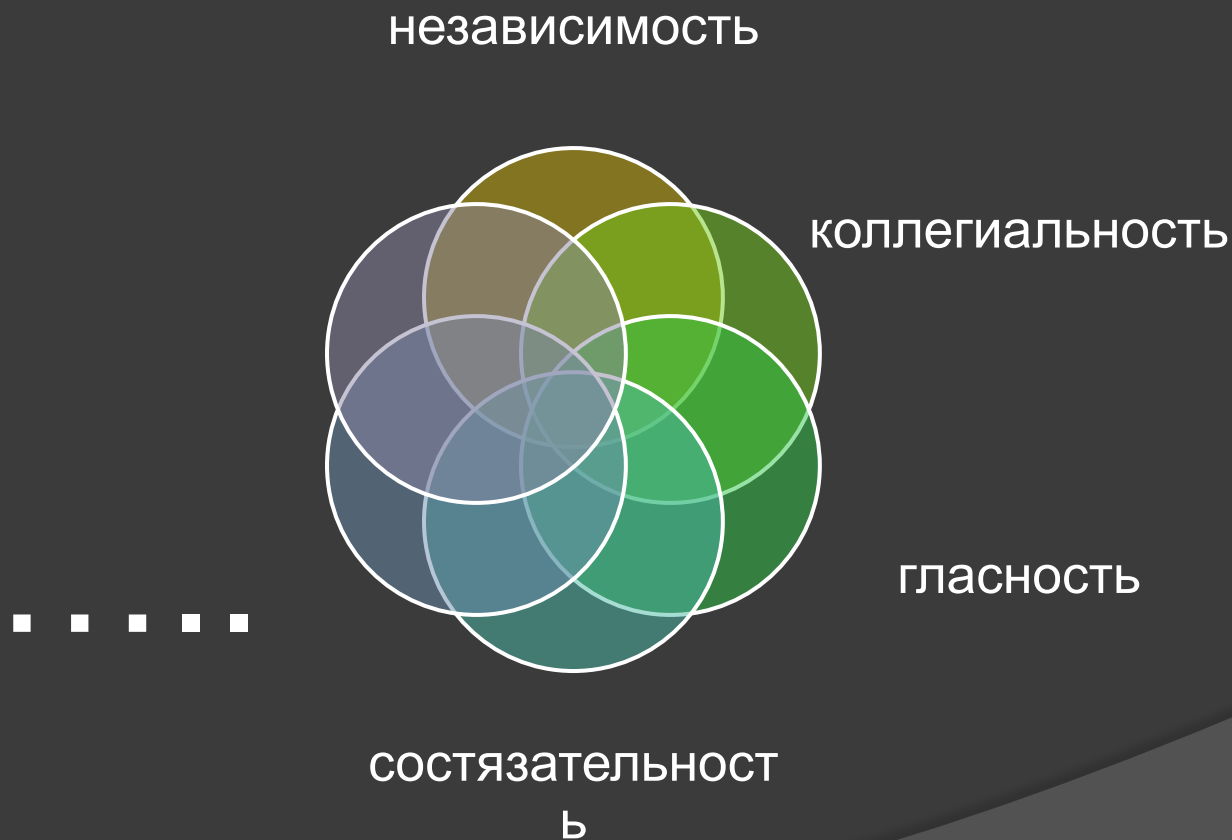 независимость
коллегиальность
гласность
.....
состязательност
ь